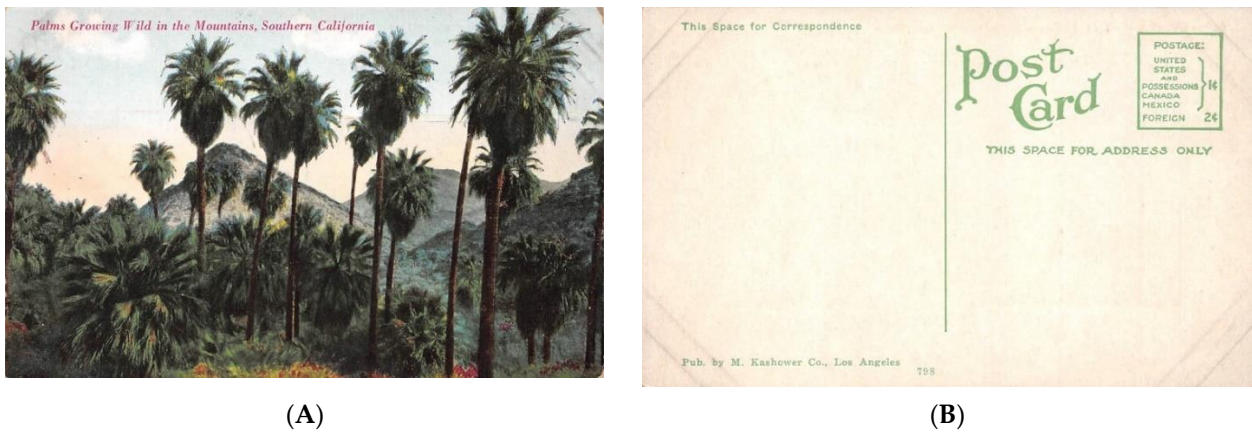 Palms Growing Wild in the Mountains, Southern California
This Space for Correspondence
Post
Card
POSTAGE:
UNITED
STATES
AND
POSSESSIONS
CANADA
MEXICO
1¢
FOREIGN 2¢
THIS SPACE FOR ADDRESS ONLY
Pub. by M. Kashower Co., Los Angeles
798
(A)
(B)